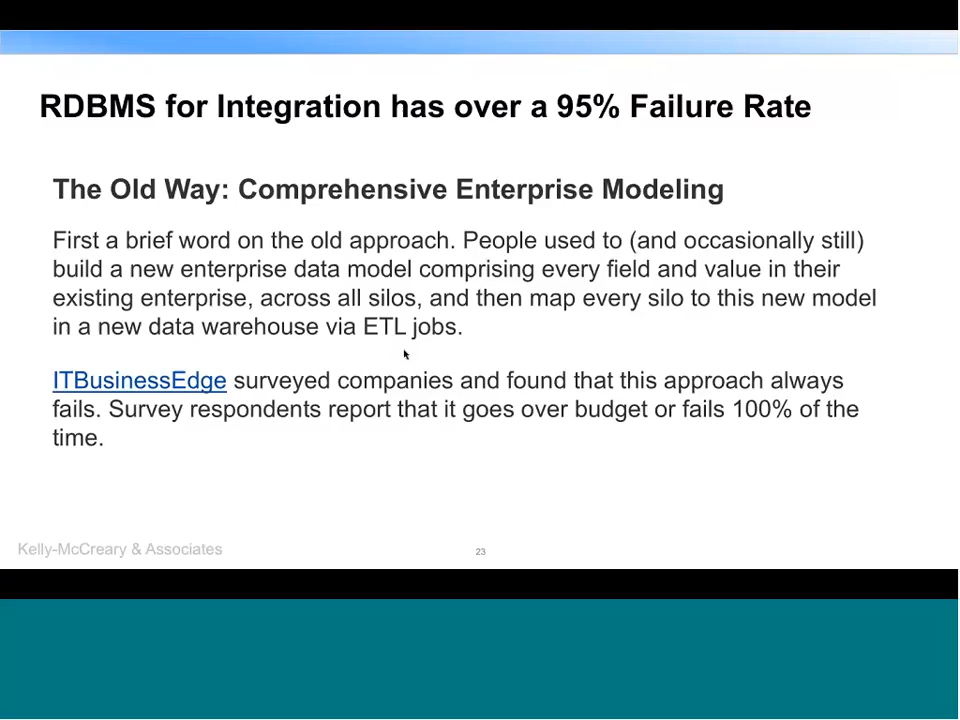 RDBMS for Integration has over a 95% Failure Rate
The Old Way: Comprehensive Enterprise Modeling
First a brief word on the old approach. People used to (and occasionally still)
build a new enterprise data model comprising every field and value in their
existing enterprise, across all silos, and then map every silo to this new model
in a new data warehouse via ETL jobs.
ITBusinessEdge surveyed companies and found that this approach always
fails. Survey respondents report that it goes over budget or fails 100% of the
time.
Kelly-McCreary & Associates
23